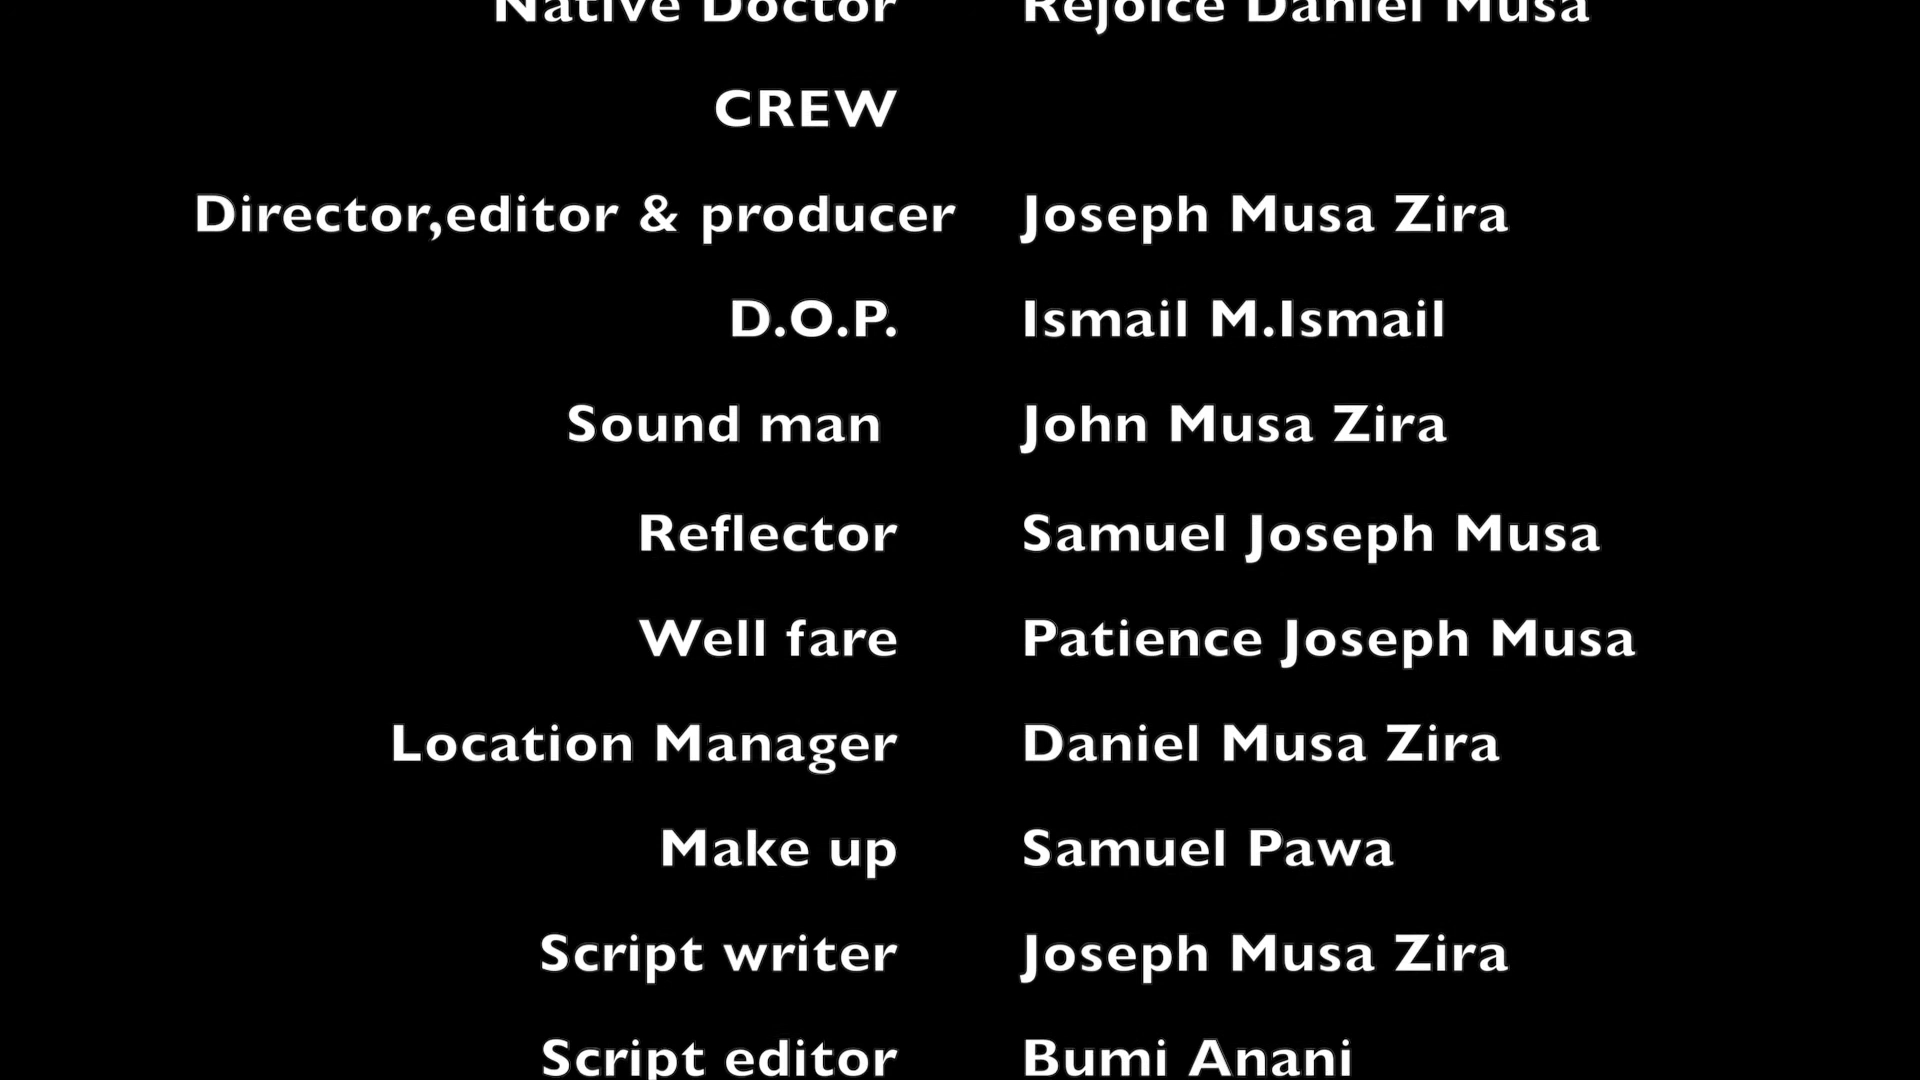 Native Doctor Rejoice Daniel Musa
CREW
Director,editor & producer Joseph Musa Zira
D.O.P. Ismail M.Ismail
Sound man John Musa Zira
Reflector Samuel Joseph Musa
Well fare Patience Joseph Musa
Location Manager Daniel Musa Zira
Make up Samuel Pawa
Script writer Joseph Musa Zira
Script editor Bumi Anani